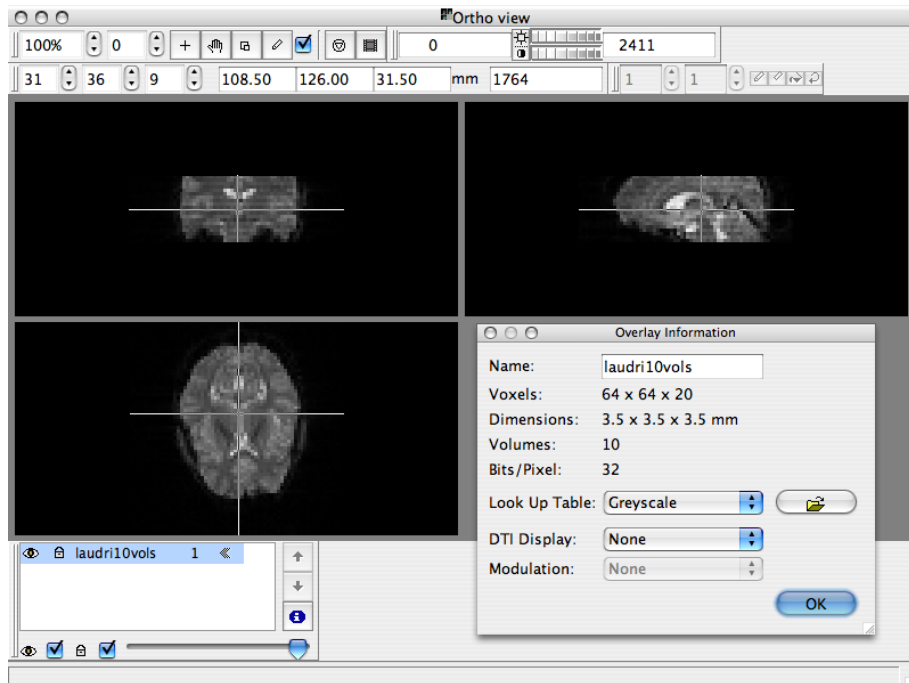 Ortho view
100% 0 0 2411
31 36 9 108.50 126.00 31.50 mm 1764 1 1
Overlay Information
Name: laudri10vols
Voxels: 64 x 64 x 20
Dimensions: 3.5 x 3.5 x 3.5 mm
Volumes: 10
Bits/Pixel: 32
Look Up Table: Greyscale
DTI Display: None
Modulation: None
OK
laudri10vols 1